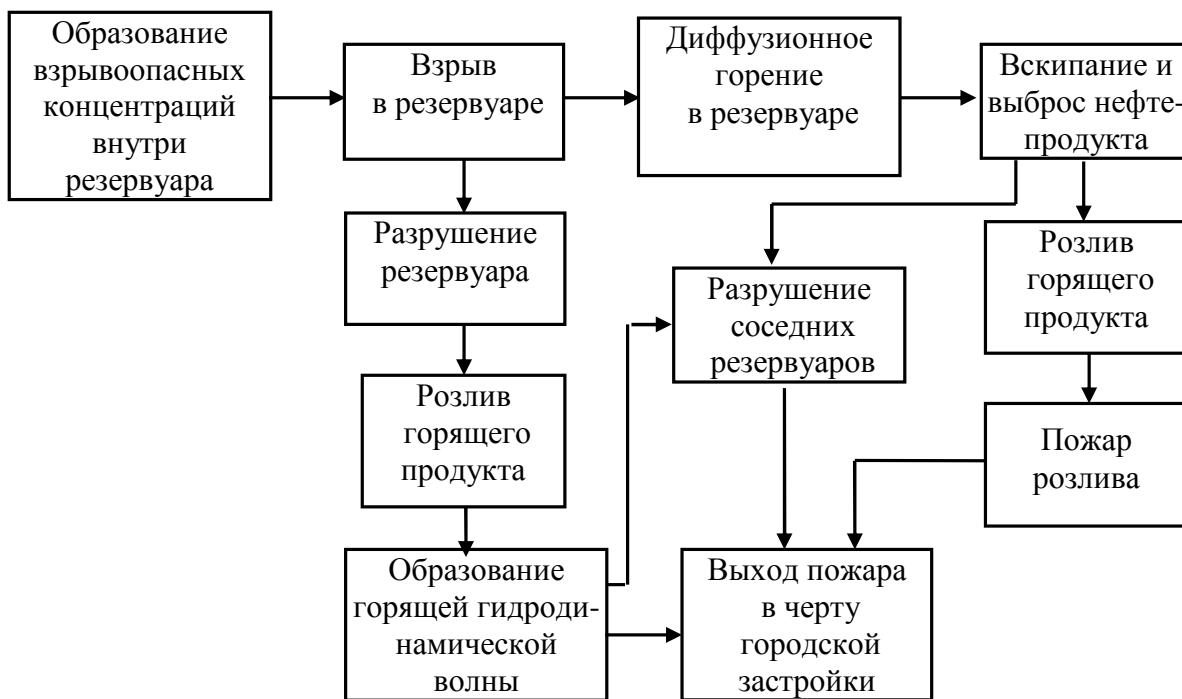 Образование
взрывоопасных
концентраций
внутри
резервуара
Взрыв
в резервуаре
Диффузионное
горение
в резервуаре
Вскипание и
выброс нефте-
продукта
Разрушение
резервуара
Розлив
горящего
продукта
Разрушение
соседних
резервуаров
Розлив
горящего
продукта
Пожар
розлива
Образование
горящей гидроди-
намической
волны
Выход пожара
в черту
городской
застройки